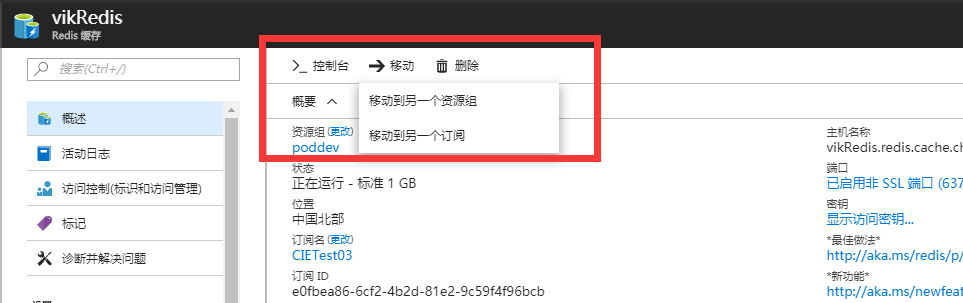 vikRedis
Redis 缓存
搜索(Ctrl+/)
概述
活动日志
访问控制(标识和访问管理)
标记
诊断并解决问题
控制台 移动 删除
移动到另一个资源组
移动到另一个订阅
概要
资源组(更改)
poddev
状态
正在运行 - 标准 1 GB
位置
中国北部
订阅名(更改)
CIETest03
订阅 ID
e0fbea86-6cf2-4b2d-81e2-9c59f4f96bcb
主机名称
vikRedis.redis.cache.ch
端口
已启用非 SSL 端口 (637
密钥
显示访问密钥...
*最佳做法*
http://aka.ms/redis/p/
*新功能*
http://aka.ms/newfeat